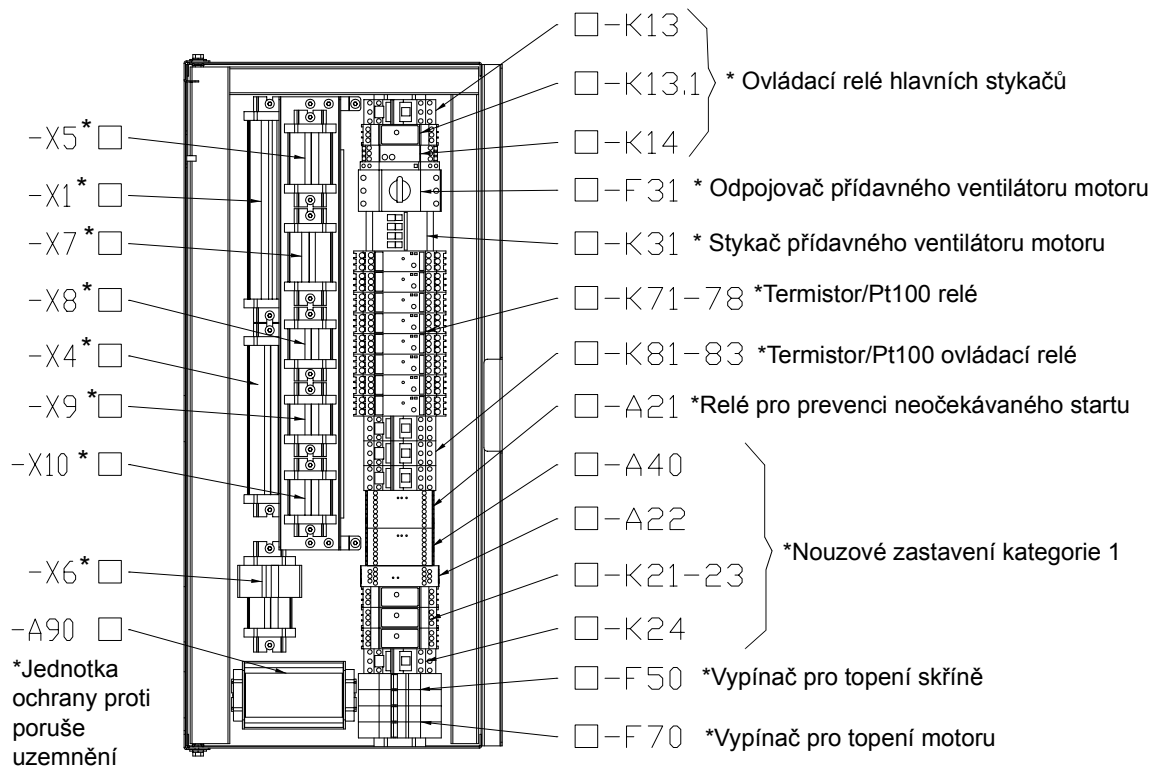 -K13
-K13.1
-K14
* Ovládací relé hlavních stykačů
-F31 * Odpojovač přídavného ventilátoru motoru
-K31 * Stykač přídavného ventilátoru motoru
-K71-78 *Termistor/Pt100 relé
-K81-83 *Termistor/Pt100 ovládací relé
-A21 *Relé pro prevenci neočekávaného startu
-A40
-A22
-K21-23
-K24
*Nouzové zastavení kategorie 1
-F50 *Vypínač pro topení skříně
-F70 *Vypínač pro topení motoru
-X5*
-X1*
-X7*
-X8*
-X4*
-X9*
-X10*
-X6*
-A90
*Jednotka
ochrany proti
poruše
uzemnění